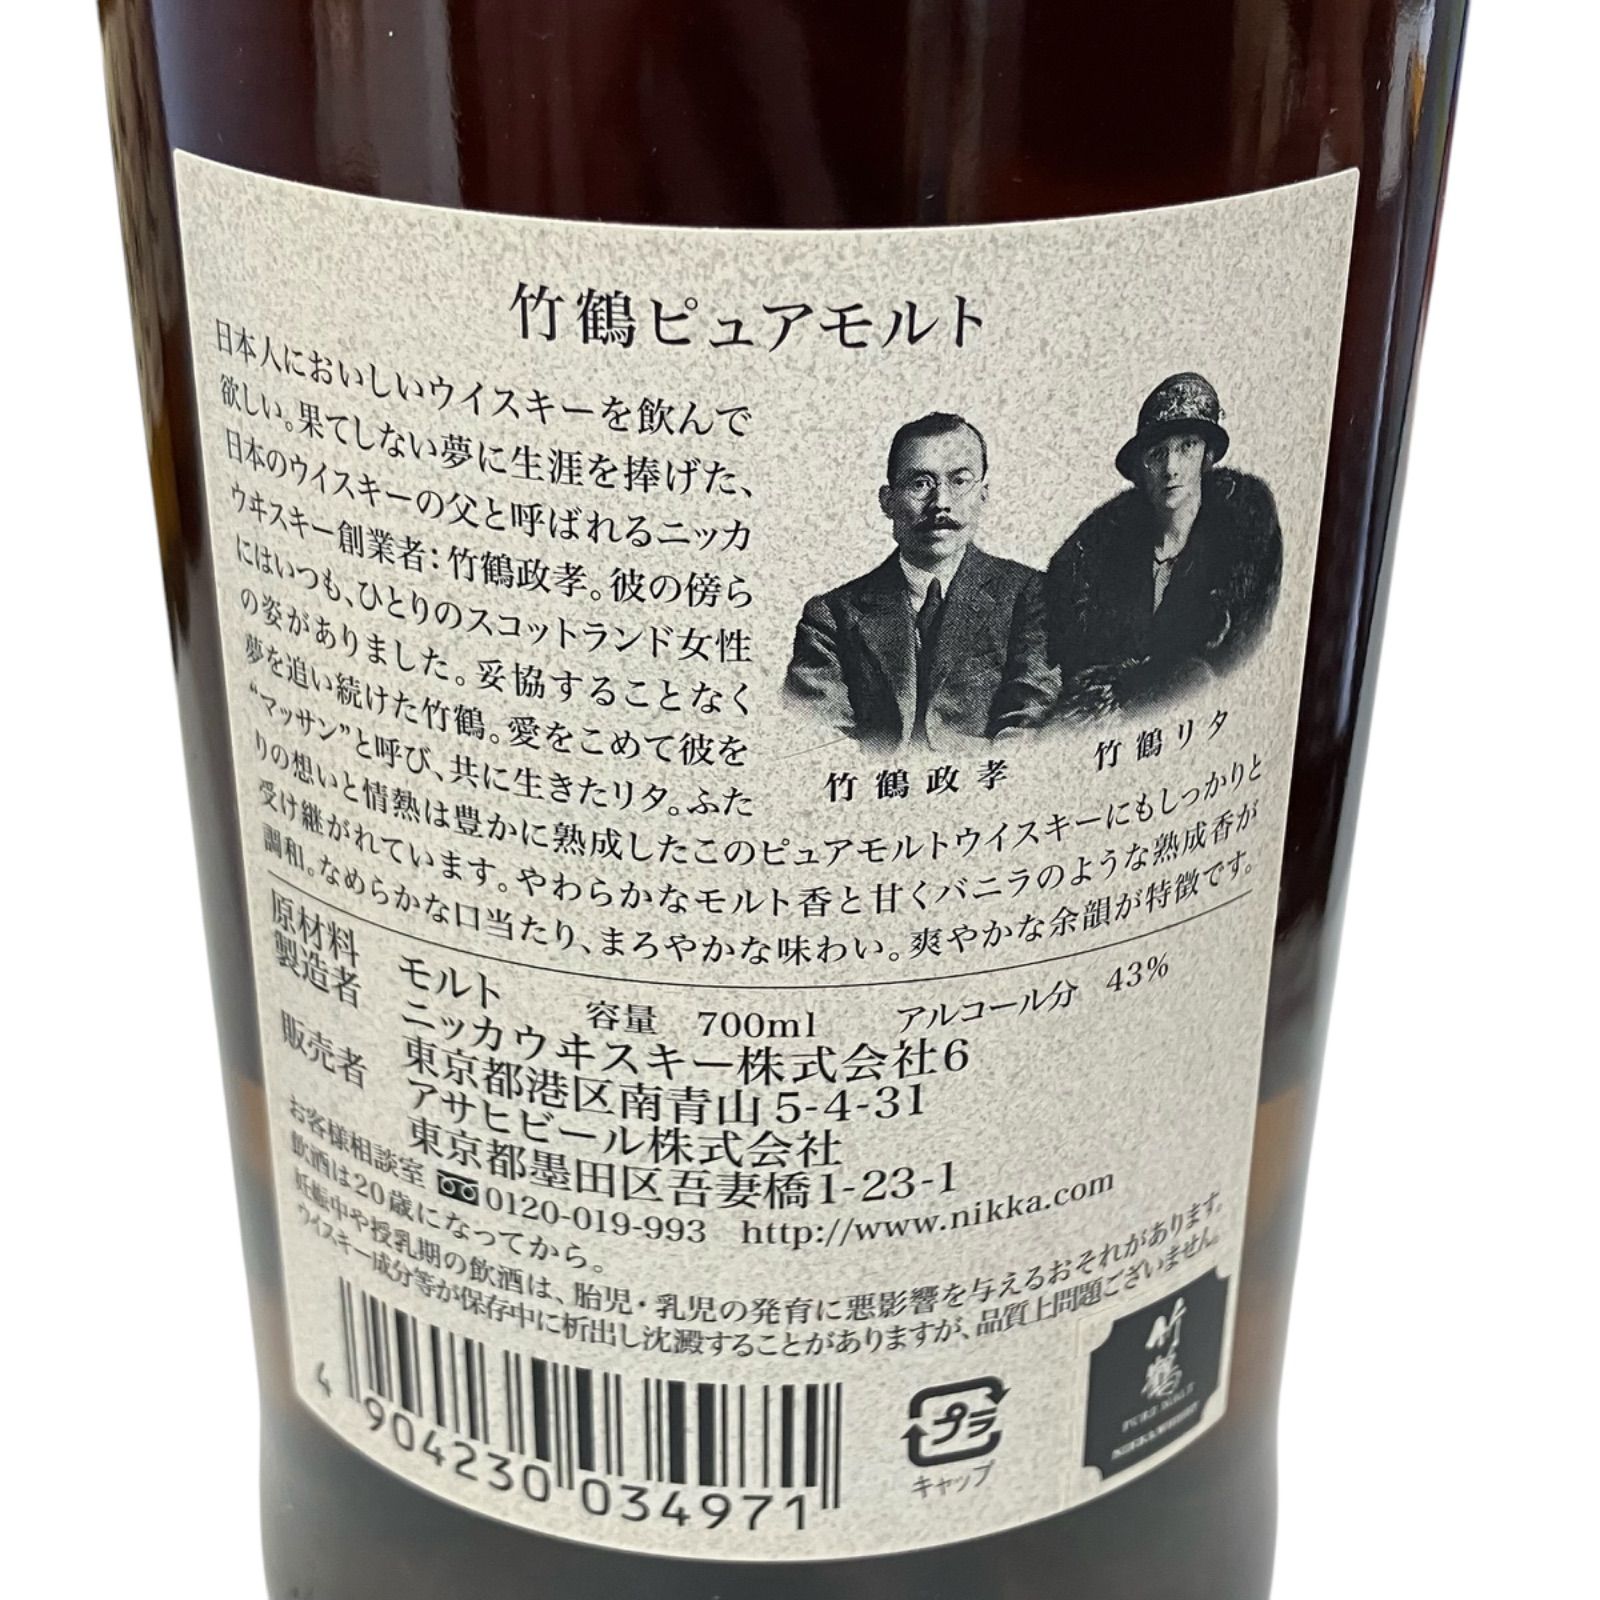 竹鶴ピュアモルト
日本人においしいウイスキーを飲んで
欲しい。果てしない夢に生涯を捧げた、
日本のウイスキーの父と呼ばれるニッカ
ウヰスキー創業者：竹鶴政孝。彼の傍ら
にはいつも、ひとりのスコットランド女性
の姿がありました。妥協することなく
夢を追い続けた竹鶴。愛をこめて彼を
“マッサン”と呼び、共に生きたリタ。ふた
りの想いと情熱は豊かに熟成したこのピュアモルトウイスキーにもしっかりと
受け継がれています。やわらかなモルト香と甘くバニラのような熟成香が
調和。なめらかな口当たり、まろやかな味わい。爽やかな余韻が特徴です。
竹鶴政孝
竹鶴リタ
原材料 モルト 容量 700ml アルコール分 43%
製造者 ニッカウヰスキー株式会社6
東京都港区南青山5-4-31
販売者 アサヒビール株式会社
東京都墨田区吾妻橋1-23-1
お客様相談室 0120-019-993 http://www.nikka.com
飲酒は20歳になってから。
妊娠中や授乳期の飲酒は、胎児・乳児の発育に悪影響を与えるおそれがあります。
ウイスキー成分等が保存中に析出し沈澱することがありますが、品質上問題ございません。
4 904230 034971
プラ
キャップ
竹鶴
PURE MALT
NIKKA WHISKY